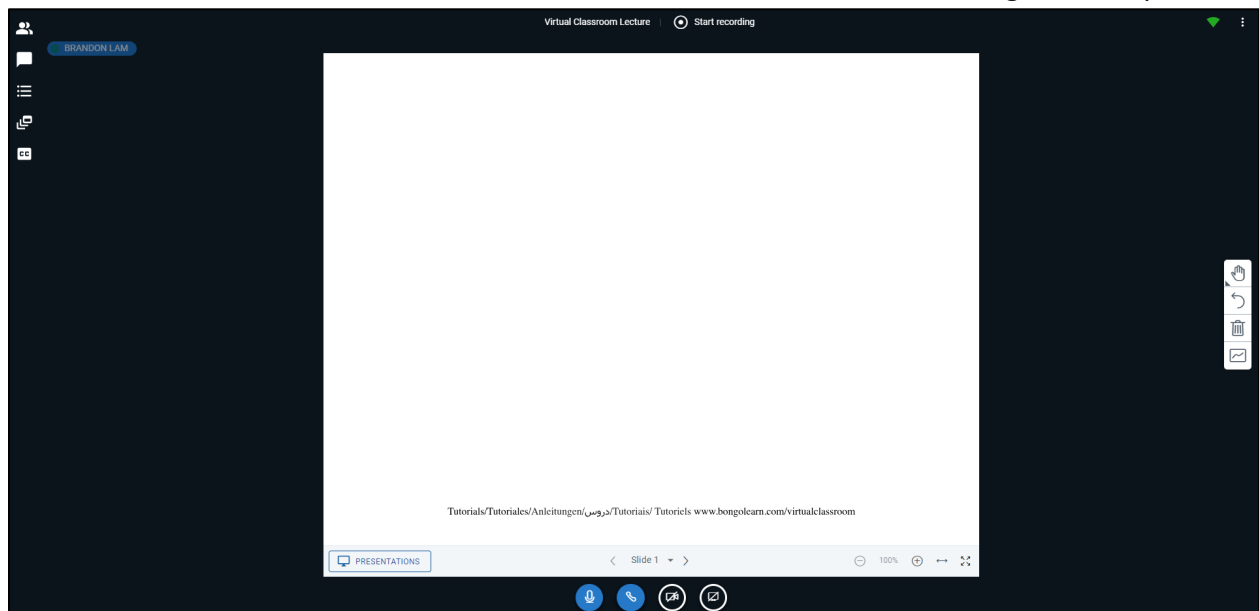 Virtual Classroom Lecture | Start recording
BRANDON LAM
CC
Tutorials/Tutoriales/Anleitungen/دروس/Tutoriais/ Tutoriels www.bongolearn.com/virtualclassroom
PRESENTATIONS
Slide 1
100%